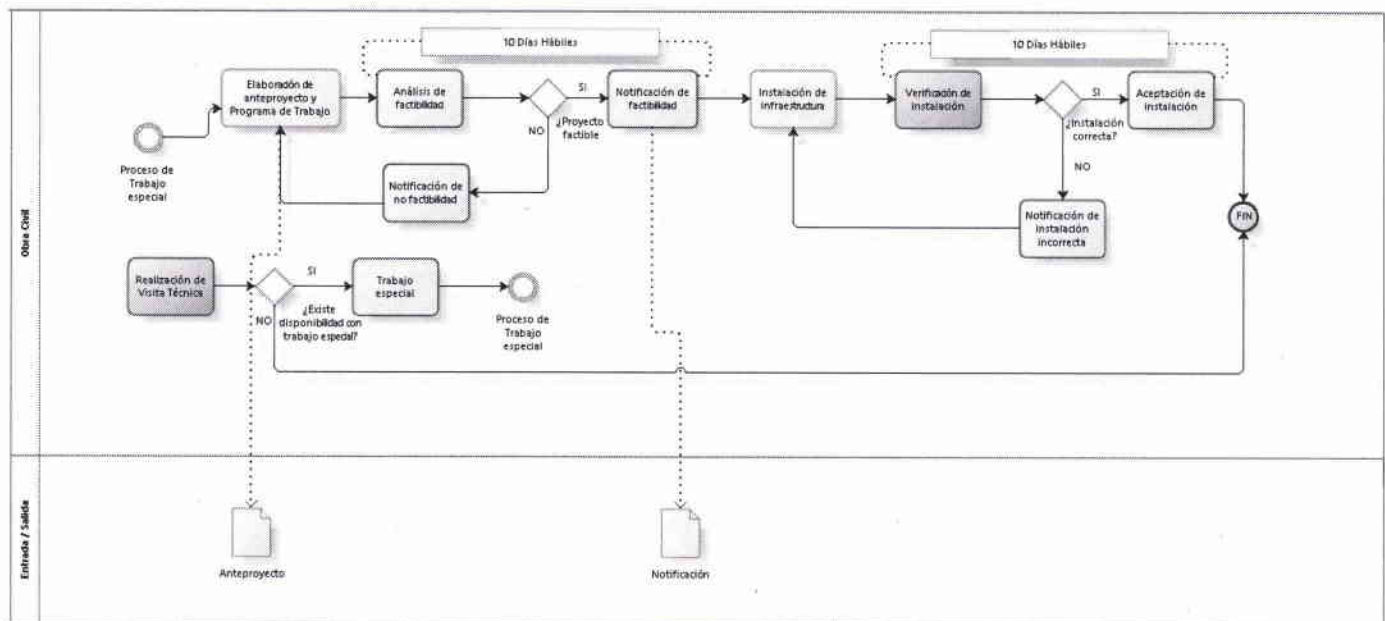 Obra Civil
10 Días Hábiles
10 Días Hábiles
Elaboración de
anteproyecto y
Programa de Trabajo
Análisis de
factibilidad
SI
¿Proyecto
factible
NO
Notificación de
factibilidad
Instalación de
infraestructura
Verificación de
instalación
SI
¿Instalación
correcta?
NO
Aceptación de
instalación
Proceso de
Trabajo
especial
Notificación de
no factibilidad
Notificación de
instalación
incorrecta
FIN
Realización de
Visita Técnica
SI
¿Existe
disponibilidad con
trabajo especial?
NO
Trabajo
especial
Proceso de
Trabajo
especial
Entrada / Salida
Anteproyecto
Notificación